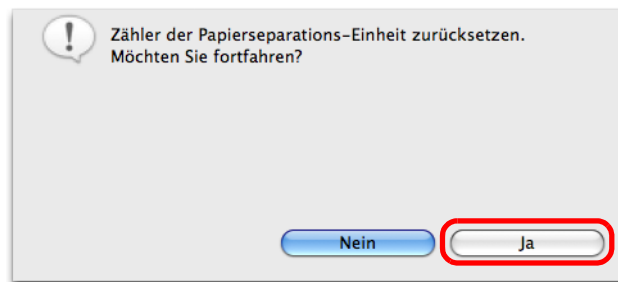 Zähler der Papierseparations-Einheit zurücksetzen.
Möchten Sie fortfahren?
Nein
Ja